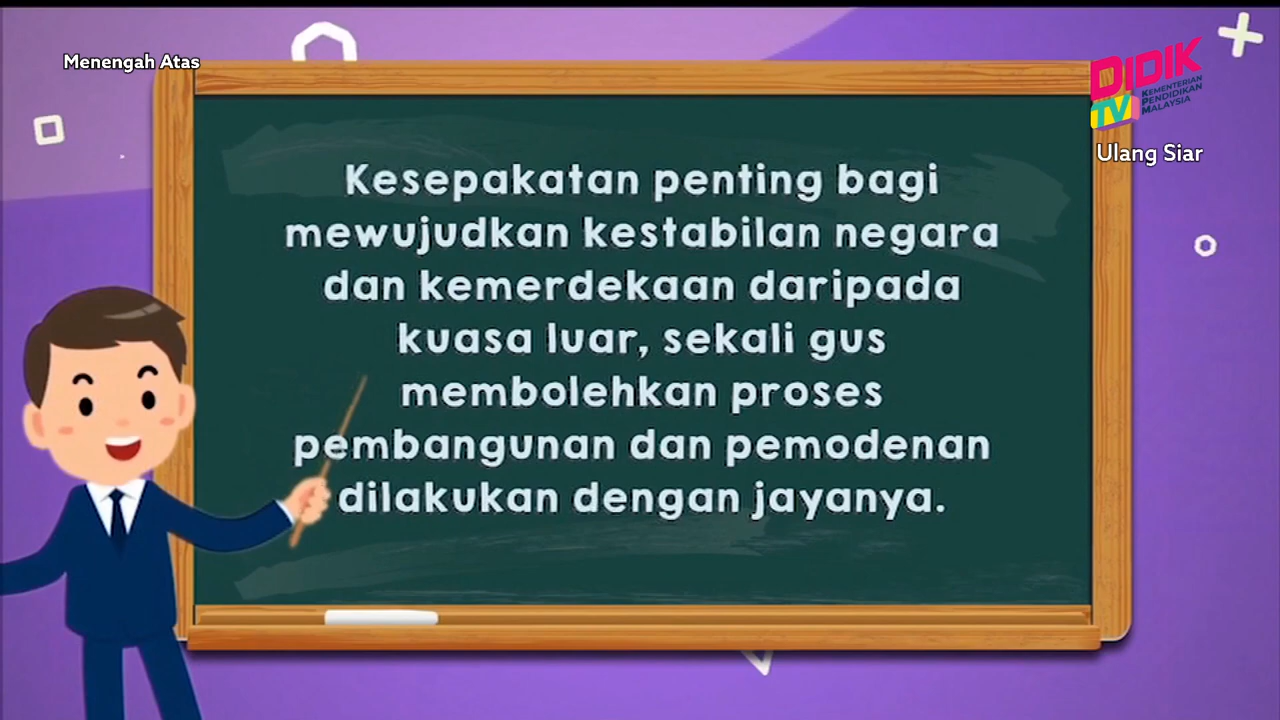 Menengah Atas
DIDIK
TV
KEMENTERIAN
PENDIDIKAN
MALAYSIA
Ulang Siar
Kesepakatan penting bagi
mewujudkan kestabilan negara
dan kemerdekaan daripada
kuasa luar, sekali gus
membolehkan proses
pembangunan dan pemodenan
dilakukan dengan jayanya.